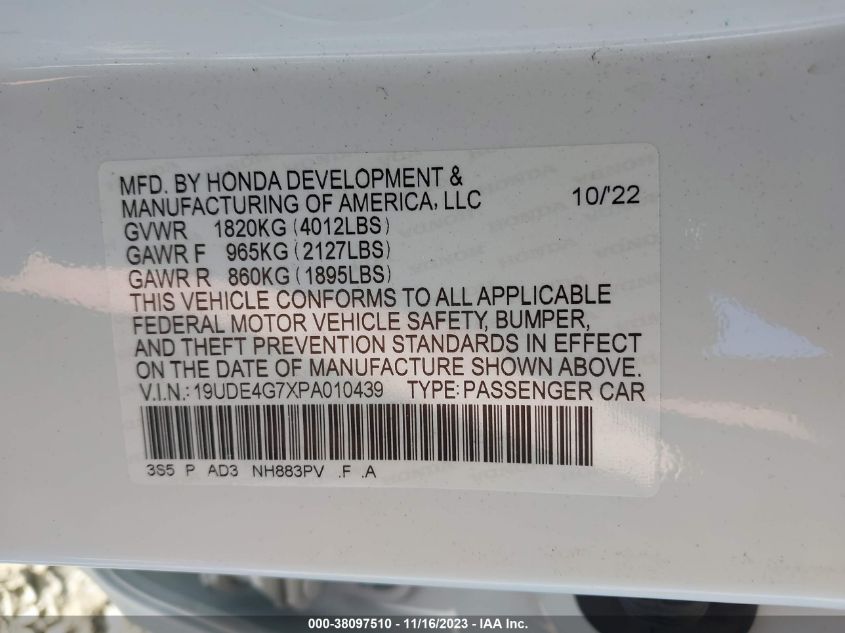 MFD. BY HONDA DEVELOPMENT &
MANUFACTURING OF AMERICA, LLC 10/'22
GVWR 1820KG (4012LBS)
GAWR F 965KG (2127LBS)
GAWR R 860KG (1895LBS)
THIS VEHICLE CONFORMS TO ALL APPLICABLE
FEDERAL MOTOR VEHICLE SAFETY, BUMPER,
AND THEFT PREVENTION STANDARDS IN EFFECT
ON THE DATE OF MANUFACTURE SHOWN ABOVE.
V.I.N.: 19UDE4G7XPA010439 TYPE: PASSENGER CAR
3S5 P AD3 NH883PV .F .A
000-38097510 - 11/16/2023 - IAA Inc.